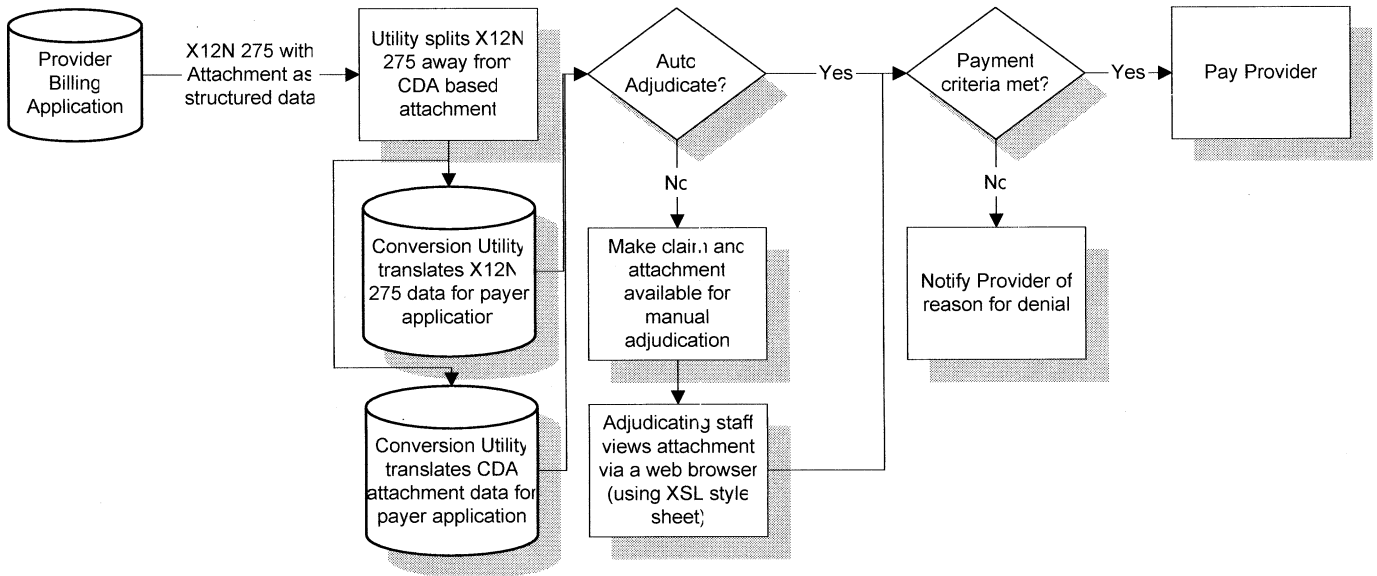 Provider
Billing
Application
X12N 275 with
Attachment as
structured data
Utility splits X12N
275 away from
CDA based
attachment
Conversion Utility
translates X12N
275 data for payer
application
Conversion Utility
translates CDA
attachment data for
payer application
Auto
Adjudicate?
Yes
No
Make claim and
attachment
available for
manual
adjudication
Adjudicating staff
views attachment
via a web browser
(using XSL style
sheet)
Payment
criteria met?
Yes
No
Notify Provider of
reason for denial
Pay Provider